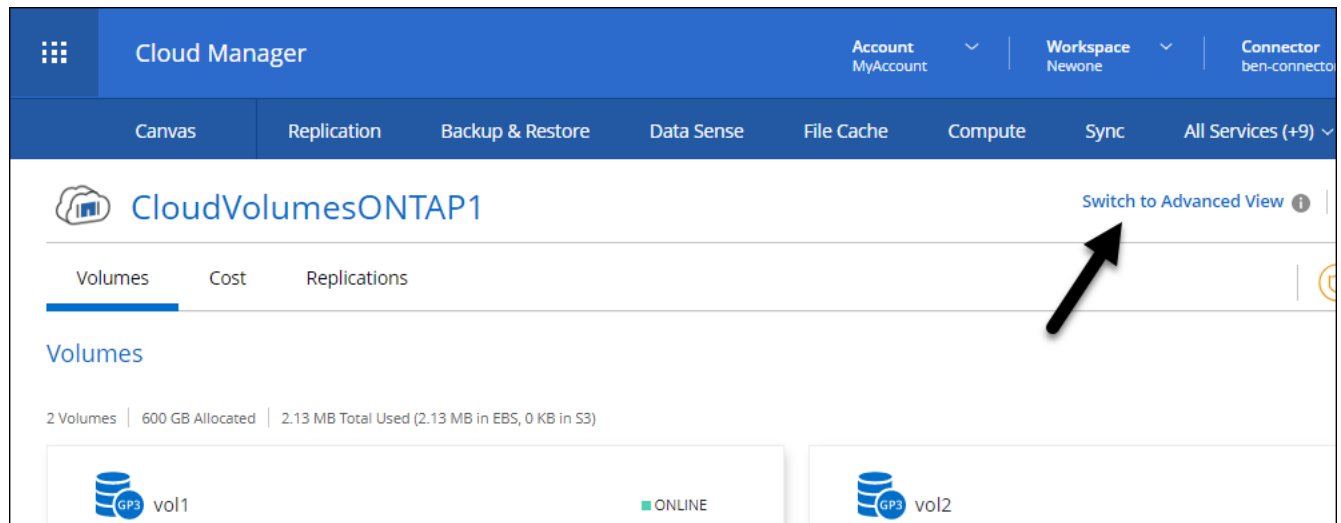 Cloud Manager
Account
MyAccount
Workspace
Newone
Connector
Canvas
Replication
Backup & Restore
Data Sense
File Cache
Compute
Sync
All Services (+9)
CloudVolumesONTAP1
Switch to Advanced View
Volumes
Cost
Replications
Volumes
2 Volumes | 600 GB Allocated | 2.13 MB Total Used (2.13 MB in EBS, 0 KB in S3)
GP3
vol1
ONLINE
GP3
vol2